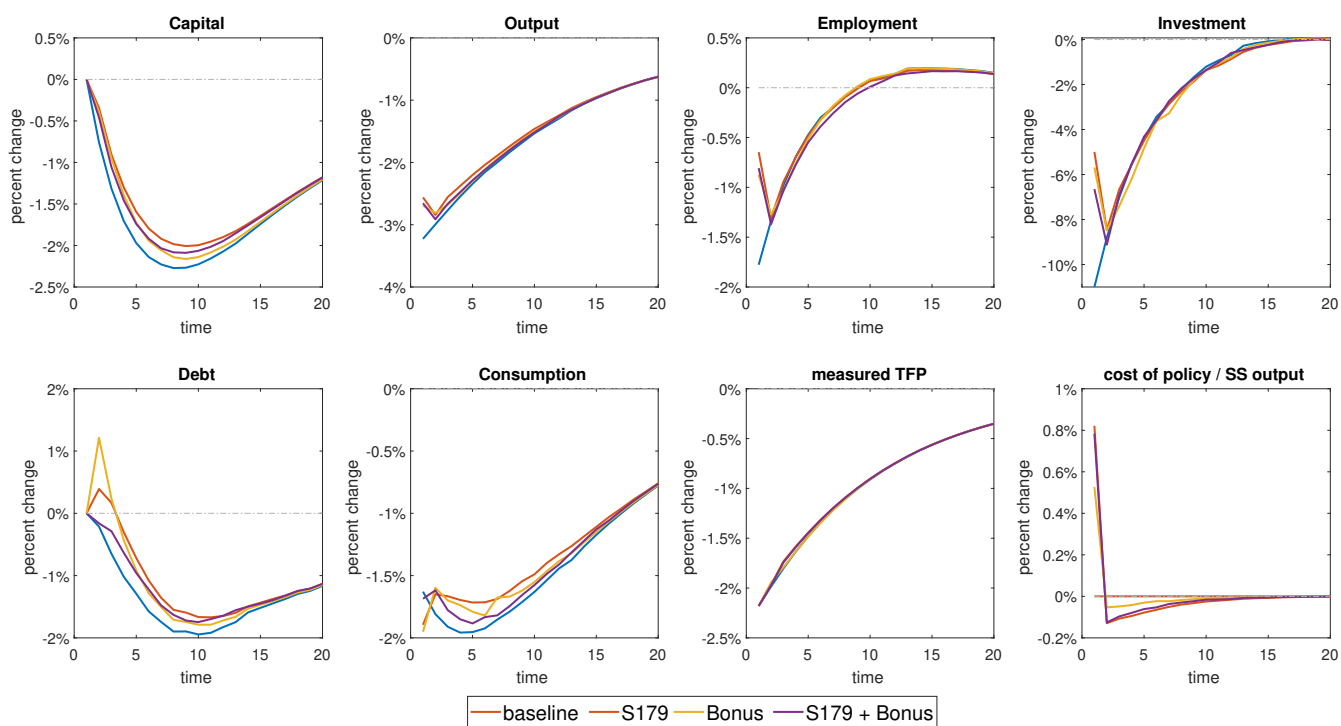 Capital
0.5%
0%
-0.5%
-1%
-1.5%
-2%
-2.5%
percent change
0 5 10 15 20
time
Output
0%
-1%
-2%
-3%
-4%
percent change
0 5 10 15 20
time
Employment
0.5%
0%
-0.5%
-1%
-1.5%
-2%
percent change
0 5 10 15 20
time
Investment
0%
-2%
-4%
-6%
-8%
-10%
percent change
0 5 10 15 20
time
Debt
2%
1%
0%
-1%
-2%
percent change
0 5 10 15 20
time
Consumption
0%
-0.5%
-1%
-1.5%
-2%
percent change
0 5 10 15 20
time
measured TFP
0%
-0.5%
-1%
-1.5%
-2%
-2.5%
percent change
0 5 10 15 20
time
cost of policy / SS output
1%
0.8%
0.6%
0.4%
0.2%
0%
-0.2%
percent change
0 5 10 15 20
time
baseline S179 Bonus S179 + Bonus